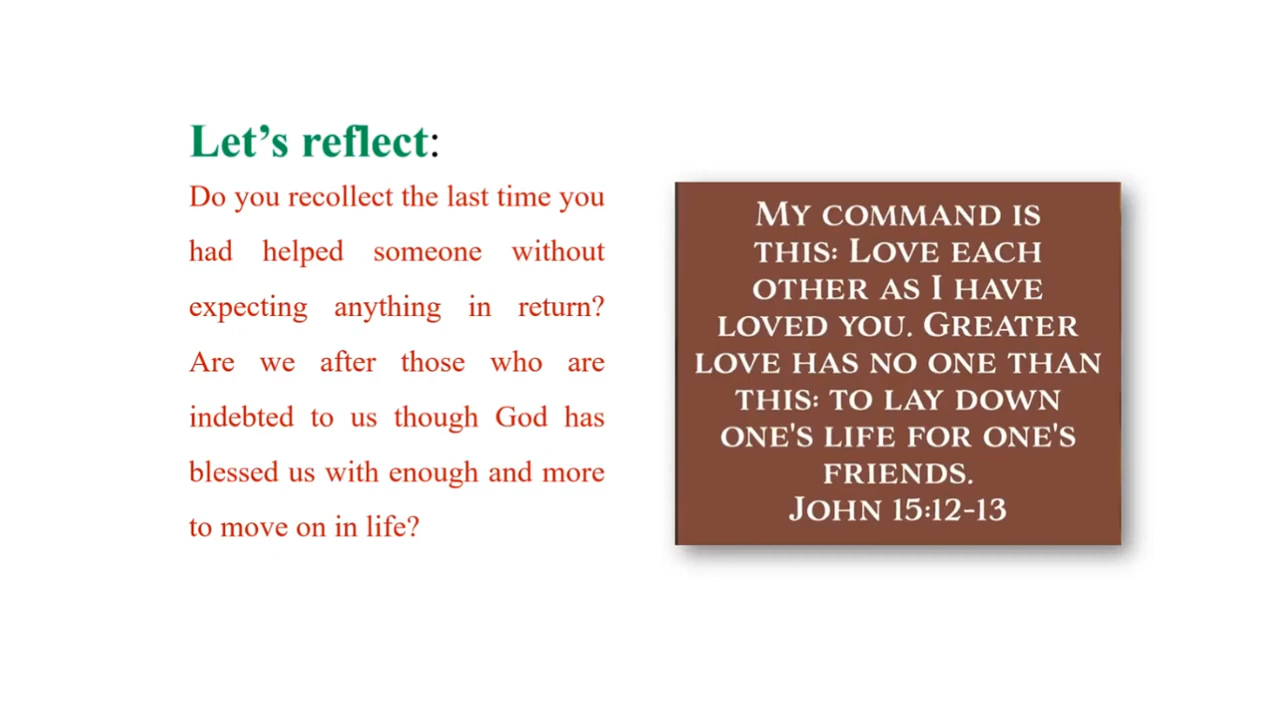 Let's reflect:
Do you recollect the last time you
had helped someone without
expecting anything in return?
Are we after those who are
indebted to us though God has
blessed us with enough and more
to move on in life?
My command is
this: Love each
other as I have
loved you. Greater
love has no one than
this: to lay down
one's life for one's
friends.
John 15:12-13